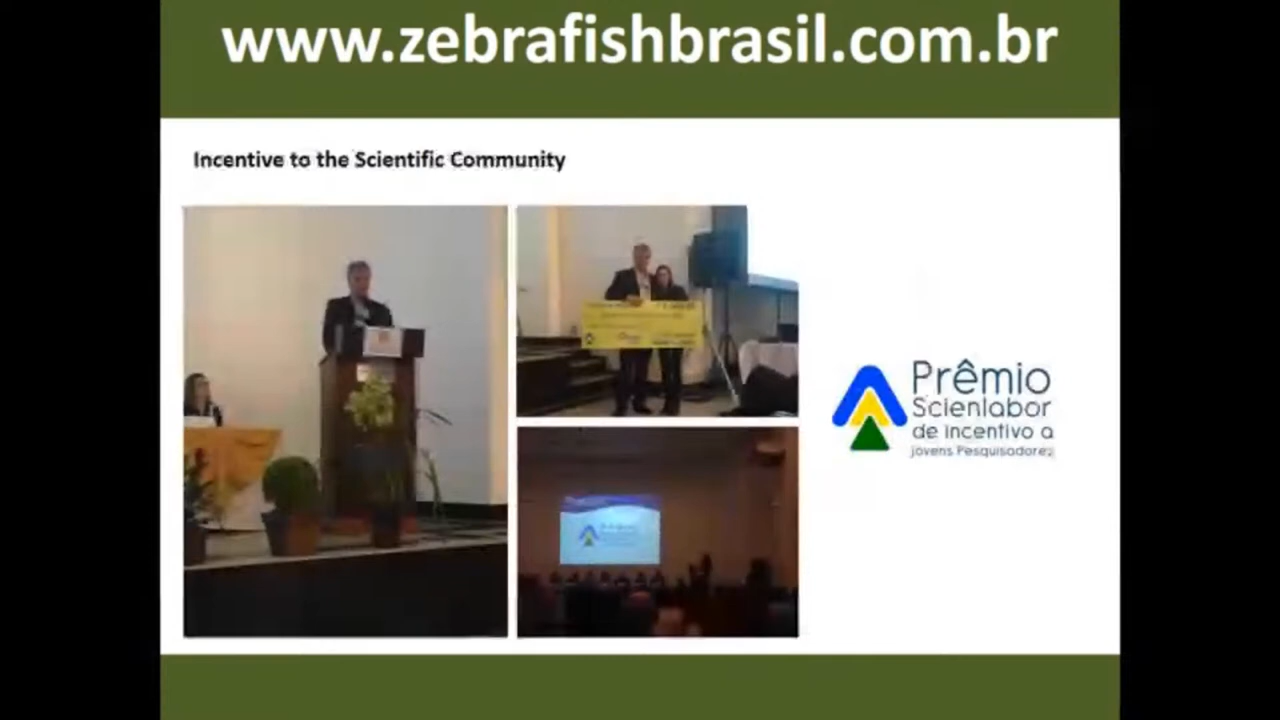 www.zebrafishbrasil.com.br
Incentive to the Scientific Community
Prêmio
Scienlabor
de incentivo a
jovens Pesquisadores